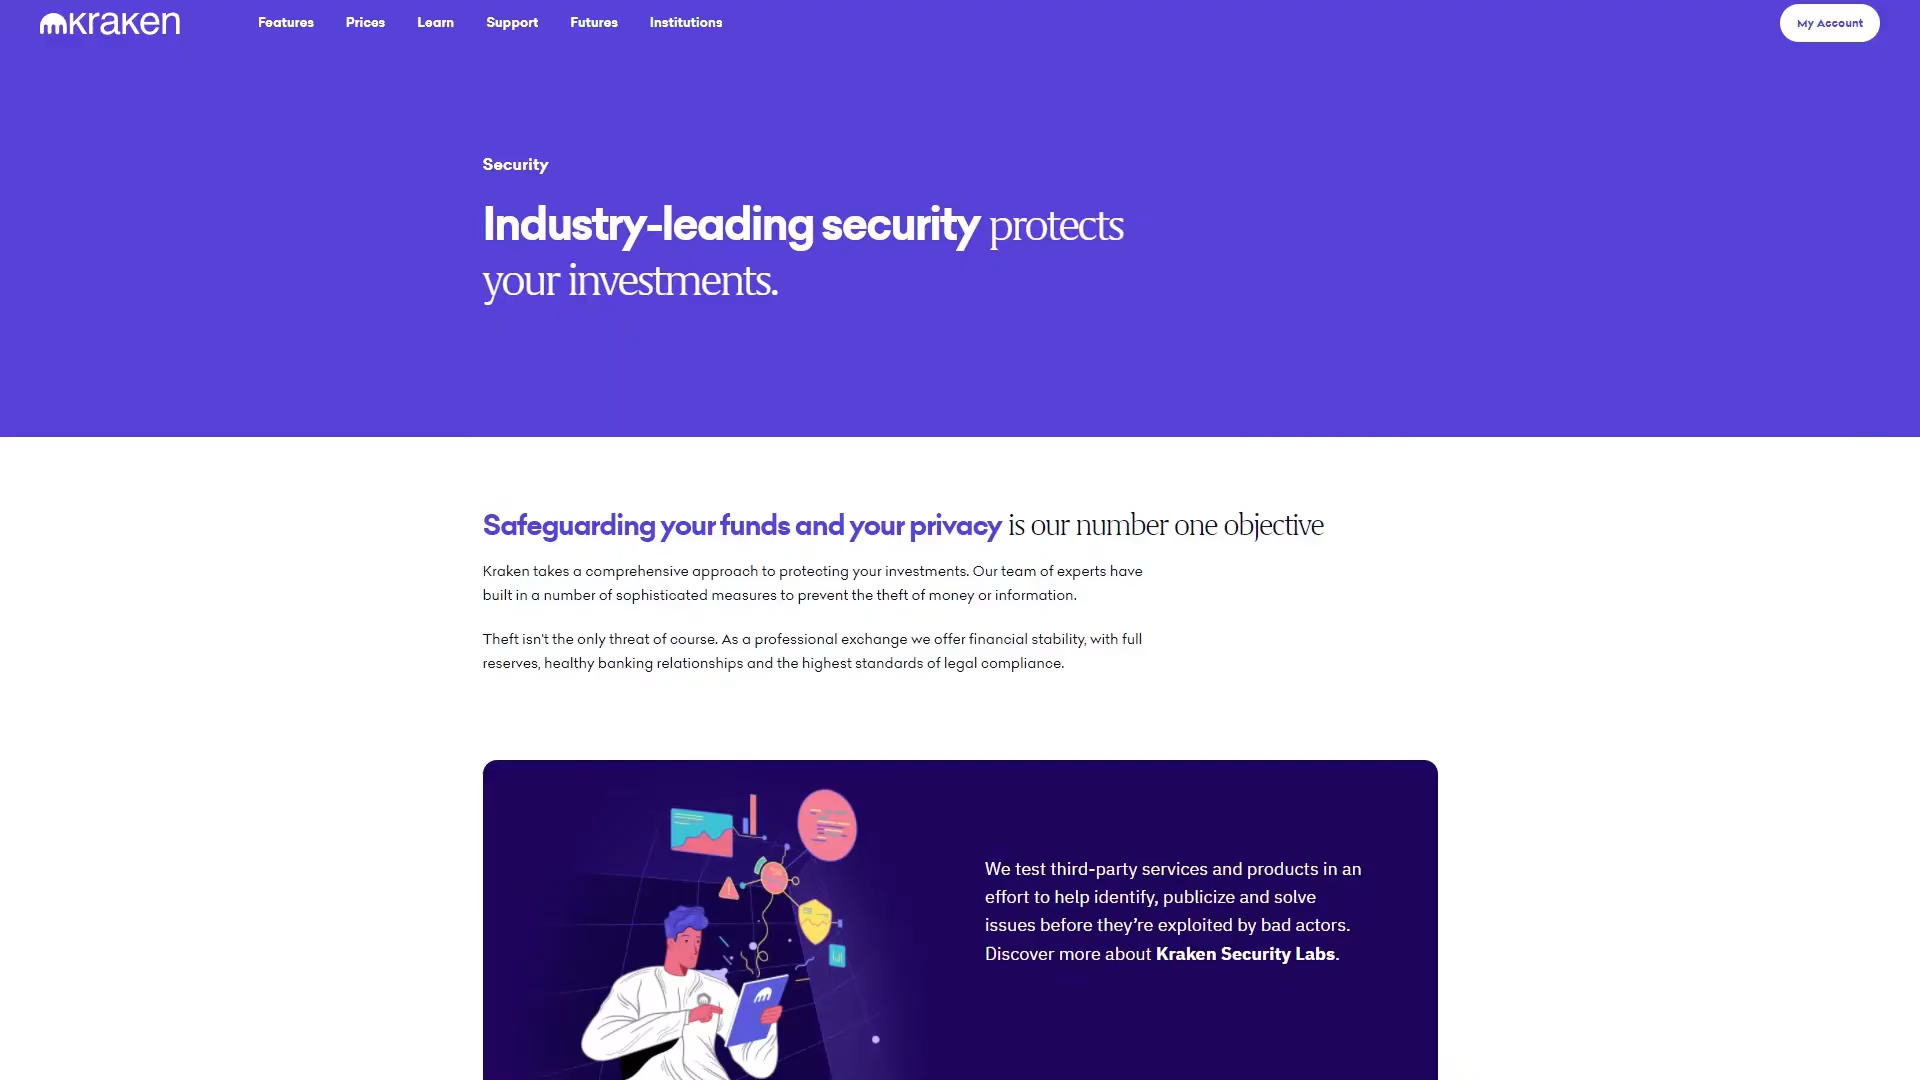 kraken
Features Prices Learn Support Futures Institutions
My Account
Security
Industry-leading security protects
your investments.
Safeguarding your funds and your privacy is our number one objective
Kraken takes a comprehensive approach to protecting your investments. Our team of experts have
built in a number of sophisticated measures to prevent the theft of money or information.
Theft isn't the only threat of course. As a professional exchange we offer financial stability, with full
reserves, healthy banking relationships and the highest standards of legal compliance.
We test third-party services and products in an
effort to help identify, publicize and solve
issues before they’re exploited by bad actors.
Discover more about Kraken Security Labs.